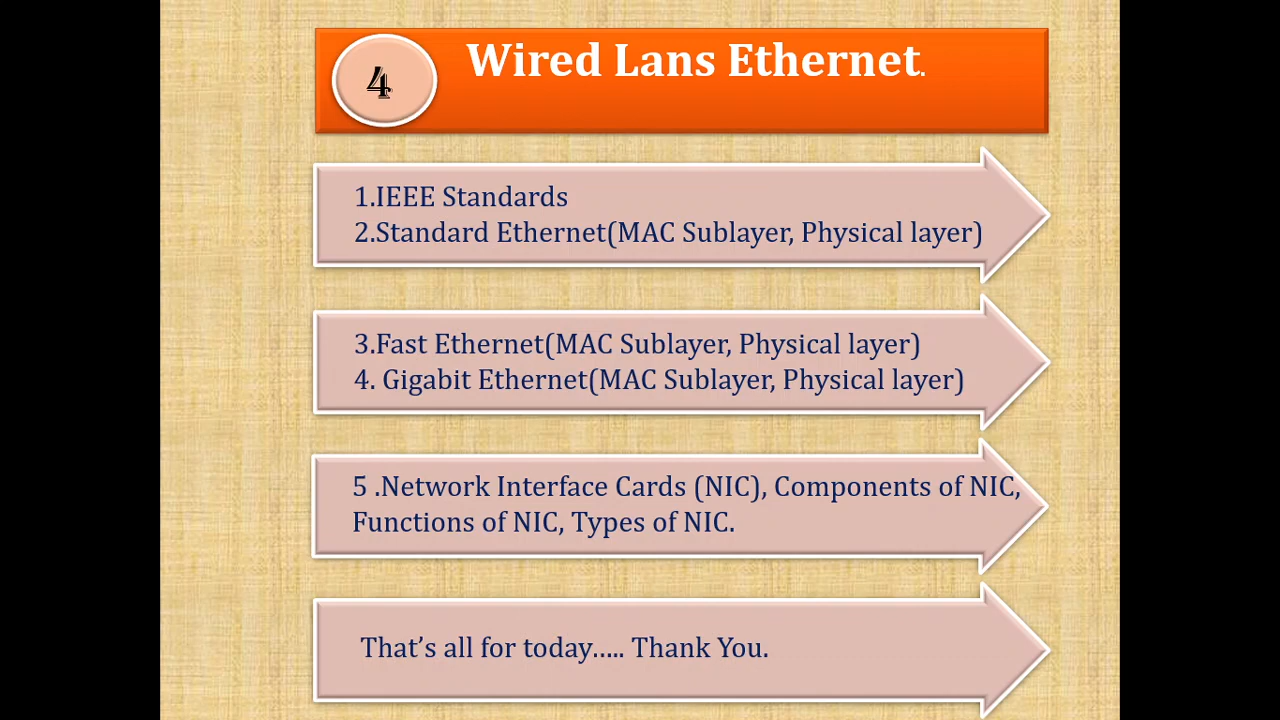 4
Wired Lans Ethernet.
1.IEEE Standards
2.Standard Ethernet(MAC Sublayer, Physical layer)
3.Fast Ethernet(MAC Sublayer, Physical layer)
4. Gigabit Ethernet(MAC Sublayer, Physical layer)
5 .Network Interface Cards (NIC), Components of NIC,
Functions of NIC, Types of NIC.
That’s all for today….. Thank You.